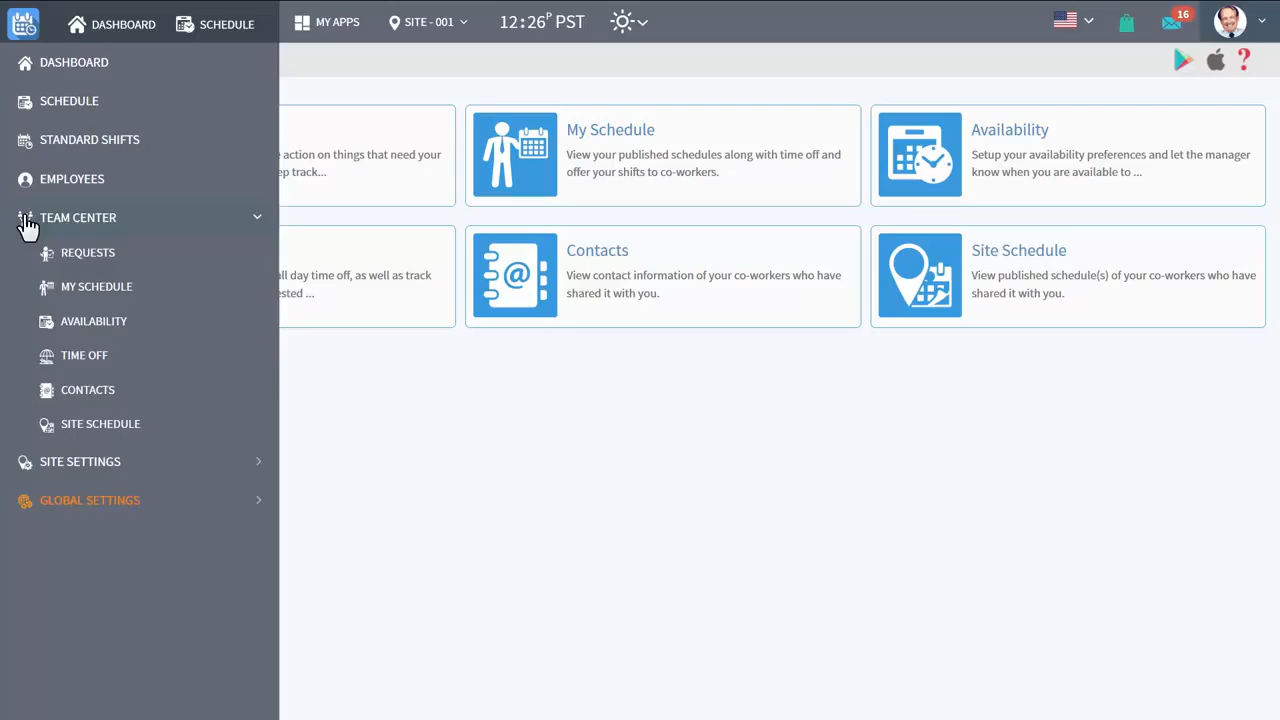 DASHBOARD
SCHEDULE
MY APPS
SITE - 001
12:26P PST
16
DASHBOARD
SCHEDULE
STANDARD SHIFTS
EMPLOYEES
TEAM CENTER
REQUESTS
MY SCHEDULE
AVAILABILITY
TIME OFF
CONTACTS
SITE SCHEDULE
SITE SETTINGS
GLOBAL SETTINGS
action on things that need your
ep track...
My Schedule
View your published schedules along with time off and
offer your shifts to co-workers.
Availability
Setup your availability preferences and let the manager
know when you are available to ...
all day time off, as well as track
ested ...
Contacts
View contact information of your co-workers who have
shared it with you.
Site Schedule
View published schedule(s) of your co-workers who have
shared it with you.